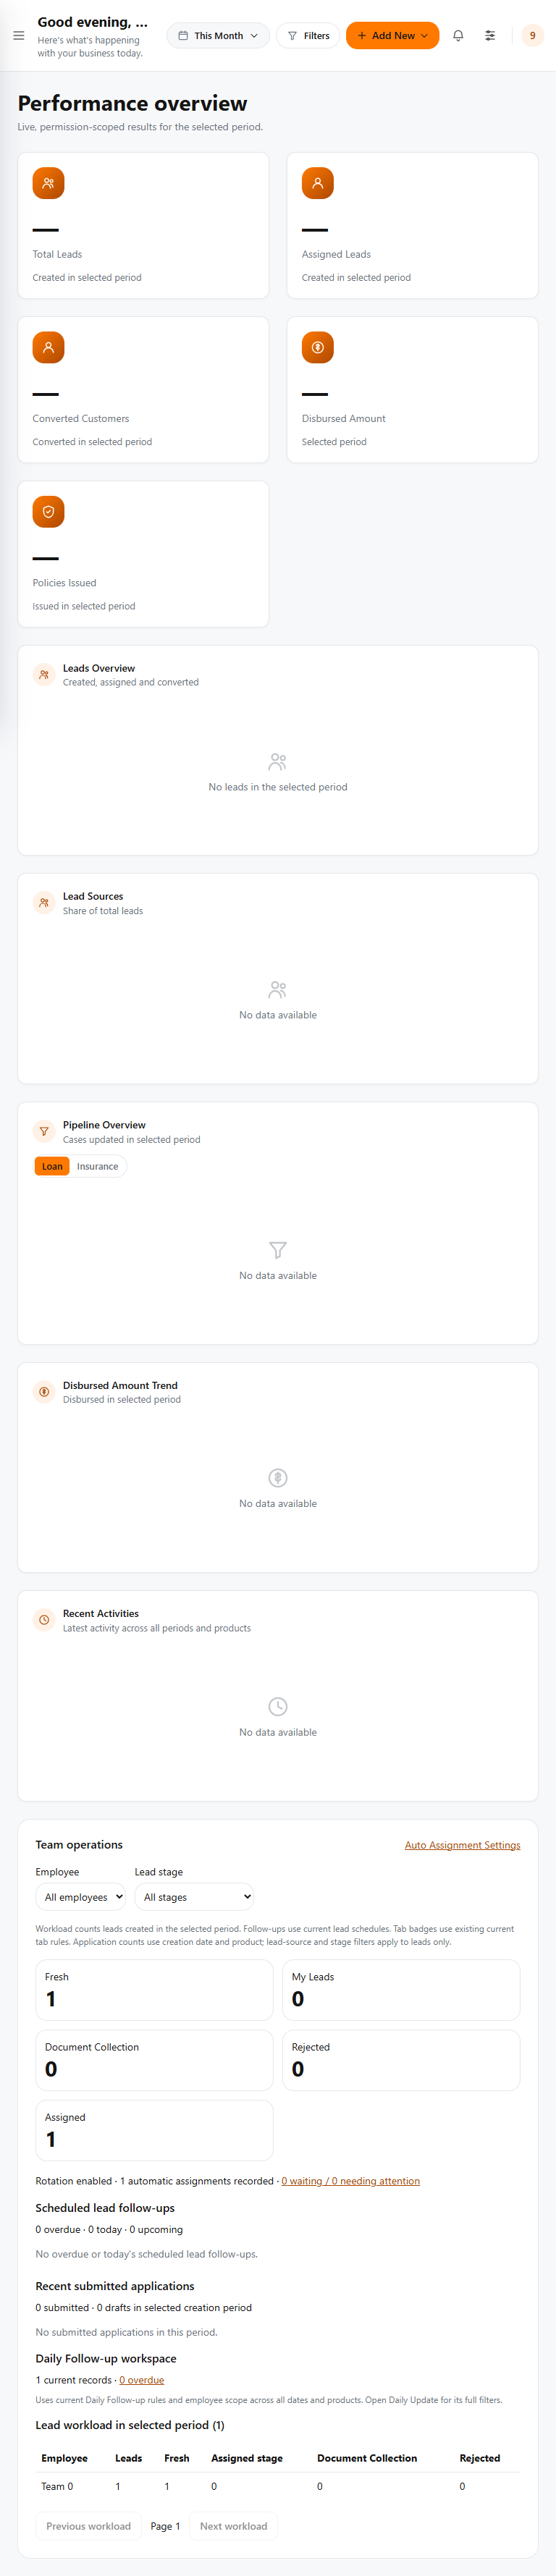 Good evening, ...
Here's what's happening
with your business today.
This Month
Filters
Add New
9
Performance overview
Live, permission-scoped results for the selected period.
—
Total Leads
Created in selected period
—
Assigned Leads
Created in selected period
—
Converted Customers
Converted in selected period
—
Disbursed Amount
Selected period
—
Policies Issued
Issued in selected period
Leads Overview
Created, assigned and converted
No leads in the selected period
Lead Sources
Share of total leads
No data available
Pipeline Overview
Cases updated in selected period
Loan Insurance
No data available
Disbursed Amount Trend
Disbursed in selected period
No data available
Recent Activities
Latest activity across all periods and products
No data available
Team operations
Auto Assignment Settings
Employee Lead stage
All employees All stages
Workload counts leads created in the selected period. Follow-ups use current lead schedules. Tab badges use existing current
tab rules. Application counts use creation date and product; lead-source and stage filters apply to leads only.
Fresh
1
My Leads
0
Document Collection
0
Rejected
0
Assigned
1
Rotation enabled · 1 automatic assignments recorded · 0 waiting / 0 needing attention
Scheduled lead follow-ups
0 overdue · 0 today · 0 upcoming
No overdue or today's scheduled lead follow-ups.
Recent submitted applications
0 submitted · 0 drafts in selected creation period
No submitted applications in this period.
Daily Follow-up workspace
1 current records · 0 overdue
Uses current Daily Follow-up rules and employee scope across all dates and products. Open Daily Update for its full filters.
Lead workload in selected period (1)
Employee Leads Fresh Assigned stage Document Collection Rejected
Team 0 1 1 0 0 0
Previous workload Page 1 Next workload